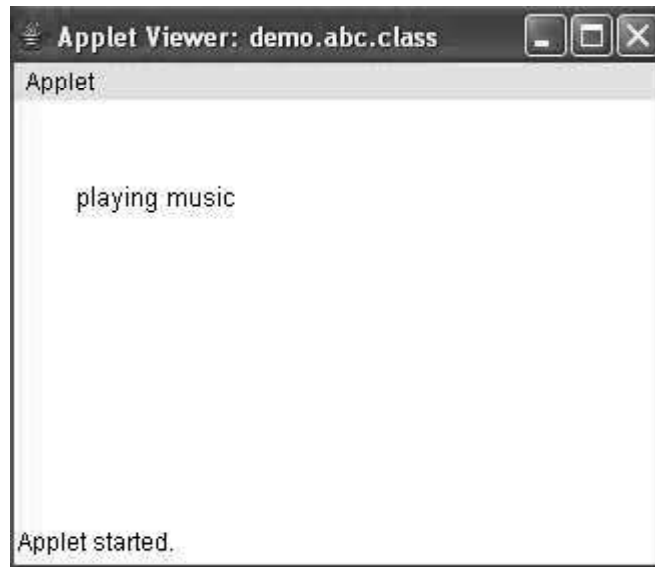 Applet Viewer: demo.abc.class
Applet
playing music
Applet started.